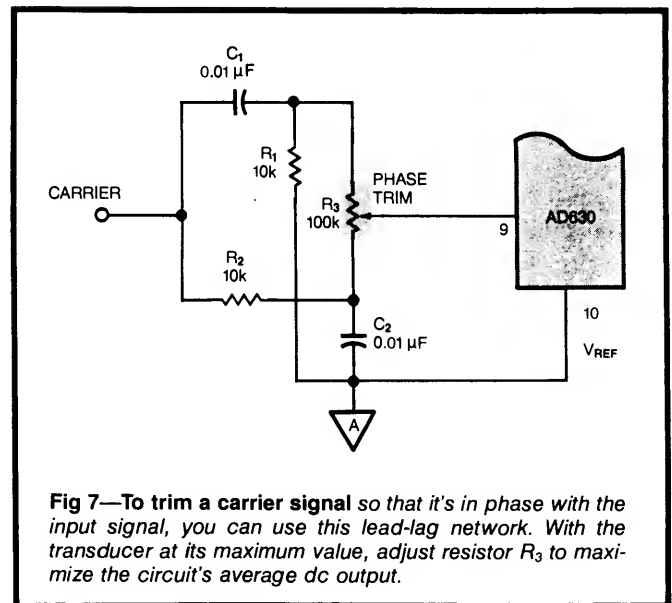 C₁
0.01 µF
R₁
10k
CARRIER
R₃
100k
PHASE
TRIM
9
AD630
R₂
10k
10
C₂
0.01 µF
VREF
A
Fig 7—To trim a carrier signal so that it's in phase with the
input signal, you can use this lead-lag network. With the
transducer at its maximum value, adjust resistor R₃ to maxi-
mize the circuit's average dc output.